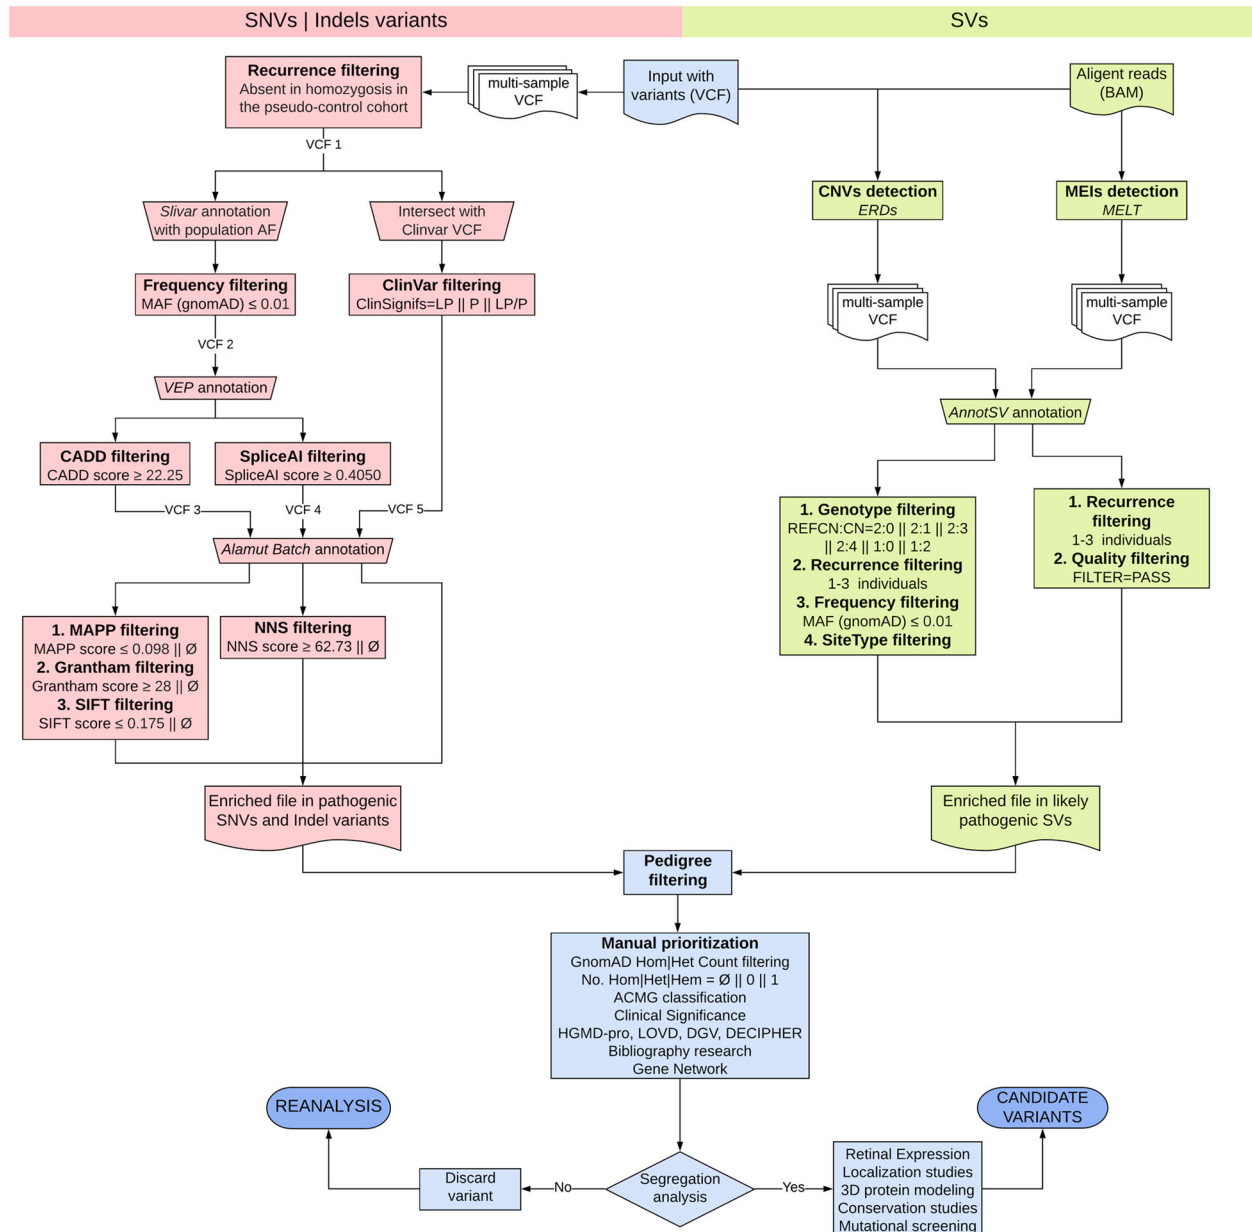 SNVs | Indels variants
SVs
Recurrence filtering
Absent in homozygosis in
the pseudo-control cohort
multi-sample
VCF
Input with
variants (VCF)
Aligent reads
(BAM)
VCF 1
Slivar annotation
with population AF
Intersect with
Clinvar VCF
CNVs detection
ERDs
MEIs detection
MELT
Frequency filtering
MAF (gnomAD) ≤ 0.01
ClinVar filtering
ClinSignifs=LP || P || LP/P
multi-sample
VCF
multi-sample
VCF
VCF 2
VEP annotation
AnnotSV annotation
CADD filtering
CADD score ≥ 22.25
SpliceAI filtering
SpliceAI score ≥ 0.4050
VCF 3
VCF 4
VCF 5
Alamut Batch annotation
1. Genotype filtering
REFCN:CN=2:0 || 2:1 || 2:3
|| 2:4 || 1:0 || 1:2
2. Recurrence filtering
1-3 individuals
3. Frequency filtering
MAF (gnomAD) ≤ 0.01
4. SiteType filtering
1. Recurrence
filtering
1-3 individuals
2. Quality filtering
FILTER=PASS
1. MAPP filtering
MAPP score ≤ 0.098 || Ø
2. Grantham filtering
Grantham score ≥ 28 || Ø
3. SIFT filtering
SIFT score ≤ 0.175 || Ø
NNS filtering
NNS score ≥ 62.73 || Ø
Enriched file in pathogenic
SNVs and Indel variants
Enriched file in likely
pathogenic SVs
Pedigree
filtering
Manual prioritization
GnomAD Hom|Het Count filtering
No. Hom|Het|Hem = Ø || 0 || 1
ACMG classification
Clinical Significance
HGMD-pro, LOVD, DGV, DECIPHER
Bibliography research
Gene Network
REANALYSIS
CANDIDATE
VARIANTS
Discard
variant
No
Segregation
analysis
Yes
Retinal Expression
Localization studies
3D protein modeling
Conservation studies
Mutational screening